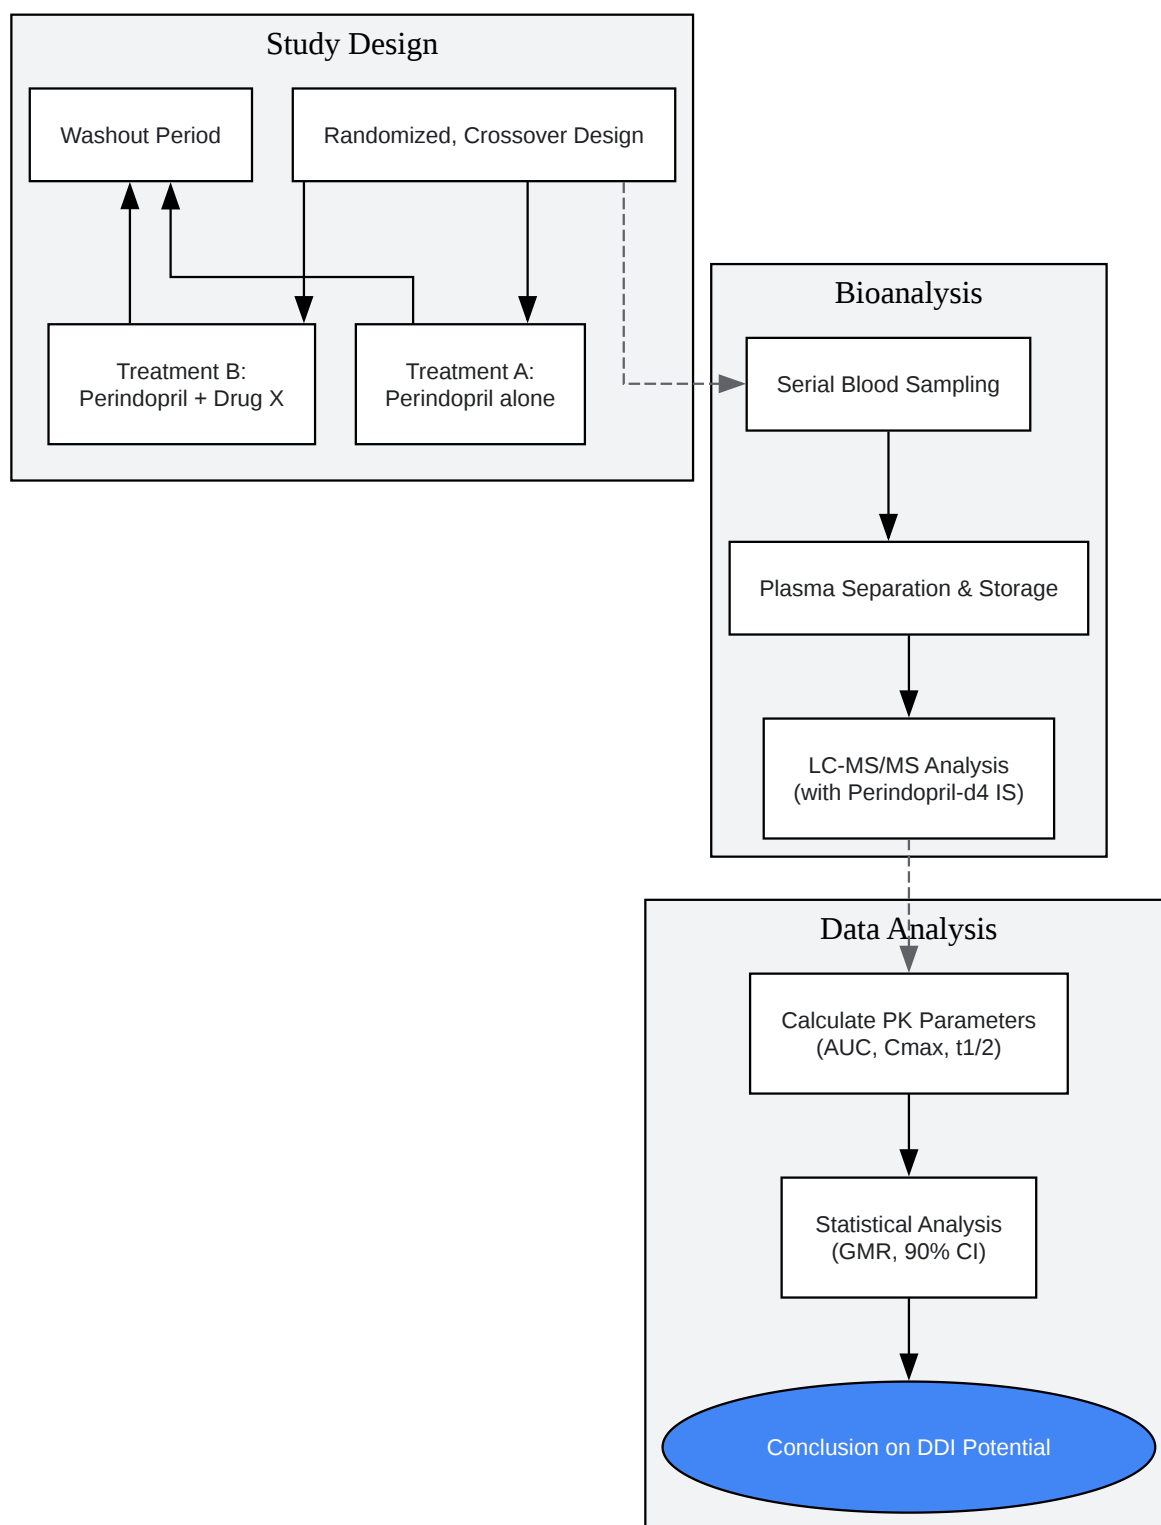 Study Design
Washout Period
Randomized, Crossover Design
Treatment B:
Perindopril + Drug X
Treatment A:
Perindopril alone
Bioanalysis
Serial Blood Sampling
Plasma Separation & Storage
LC-MS/MS Analysis
(with Perindopril-d4 IS)
Data Analysis
Calculate PK Parameters
(AUC, Cmax, t1/2)
Statistical Analysis
(GMR, 90% CI)
Conclusion on DDI Potential